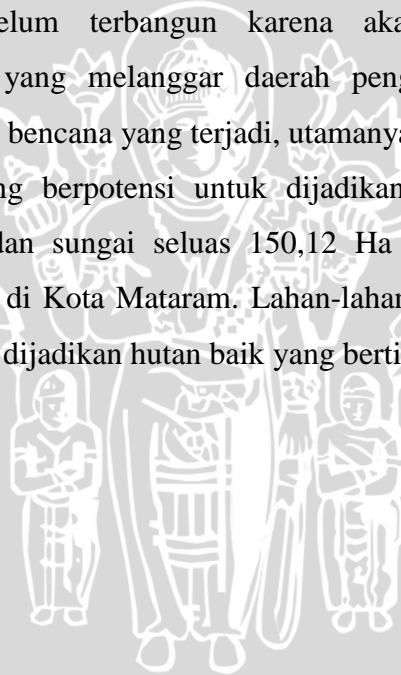 elum terbangun karena aka
yang melanggar daerah peng
bencana yang terjadi, utamanya
ng berpotensi untuk dijadikan
dan sungai seluas 150,12 Ha
di Kota Mataram. Lahan-lahan
dijadikan hutan baik yang berti